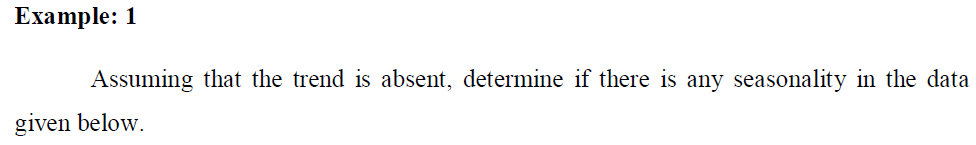 Example: 1
Assuming that the trend is absent, determine if there is any seasonality in the data
given below.